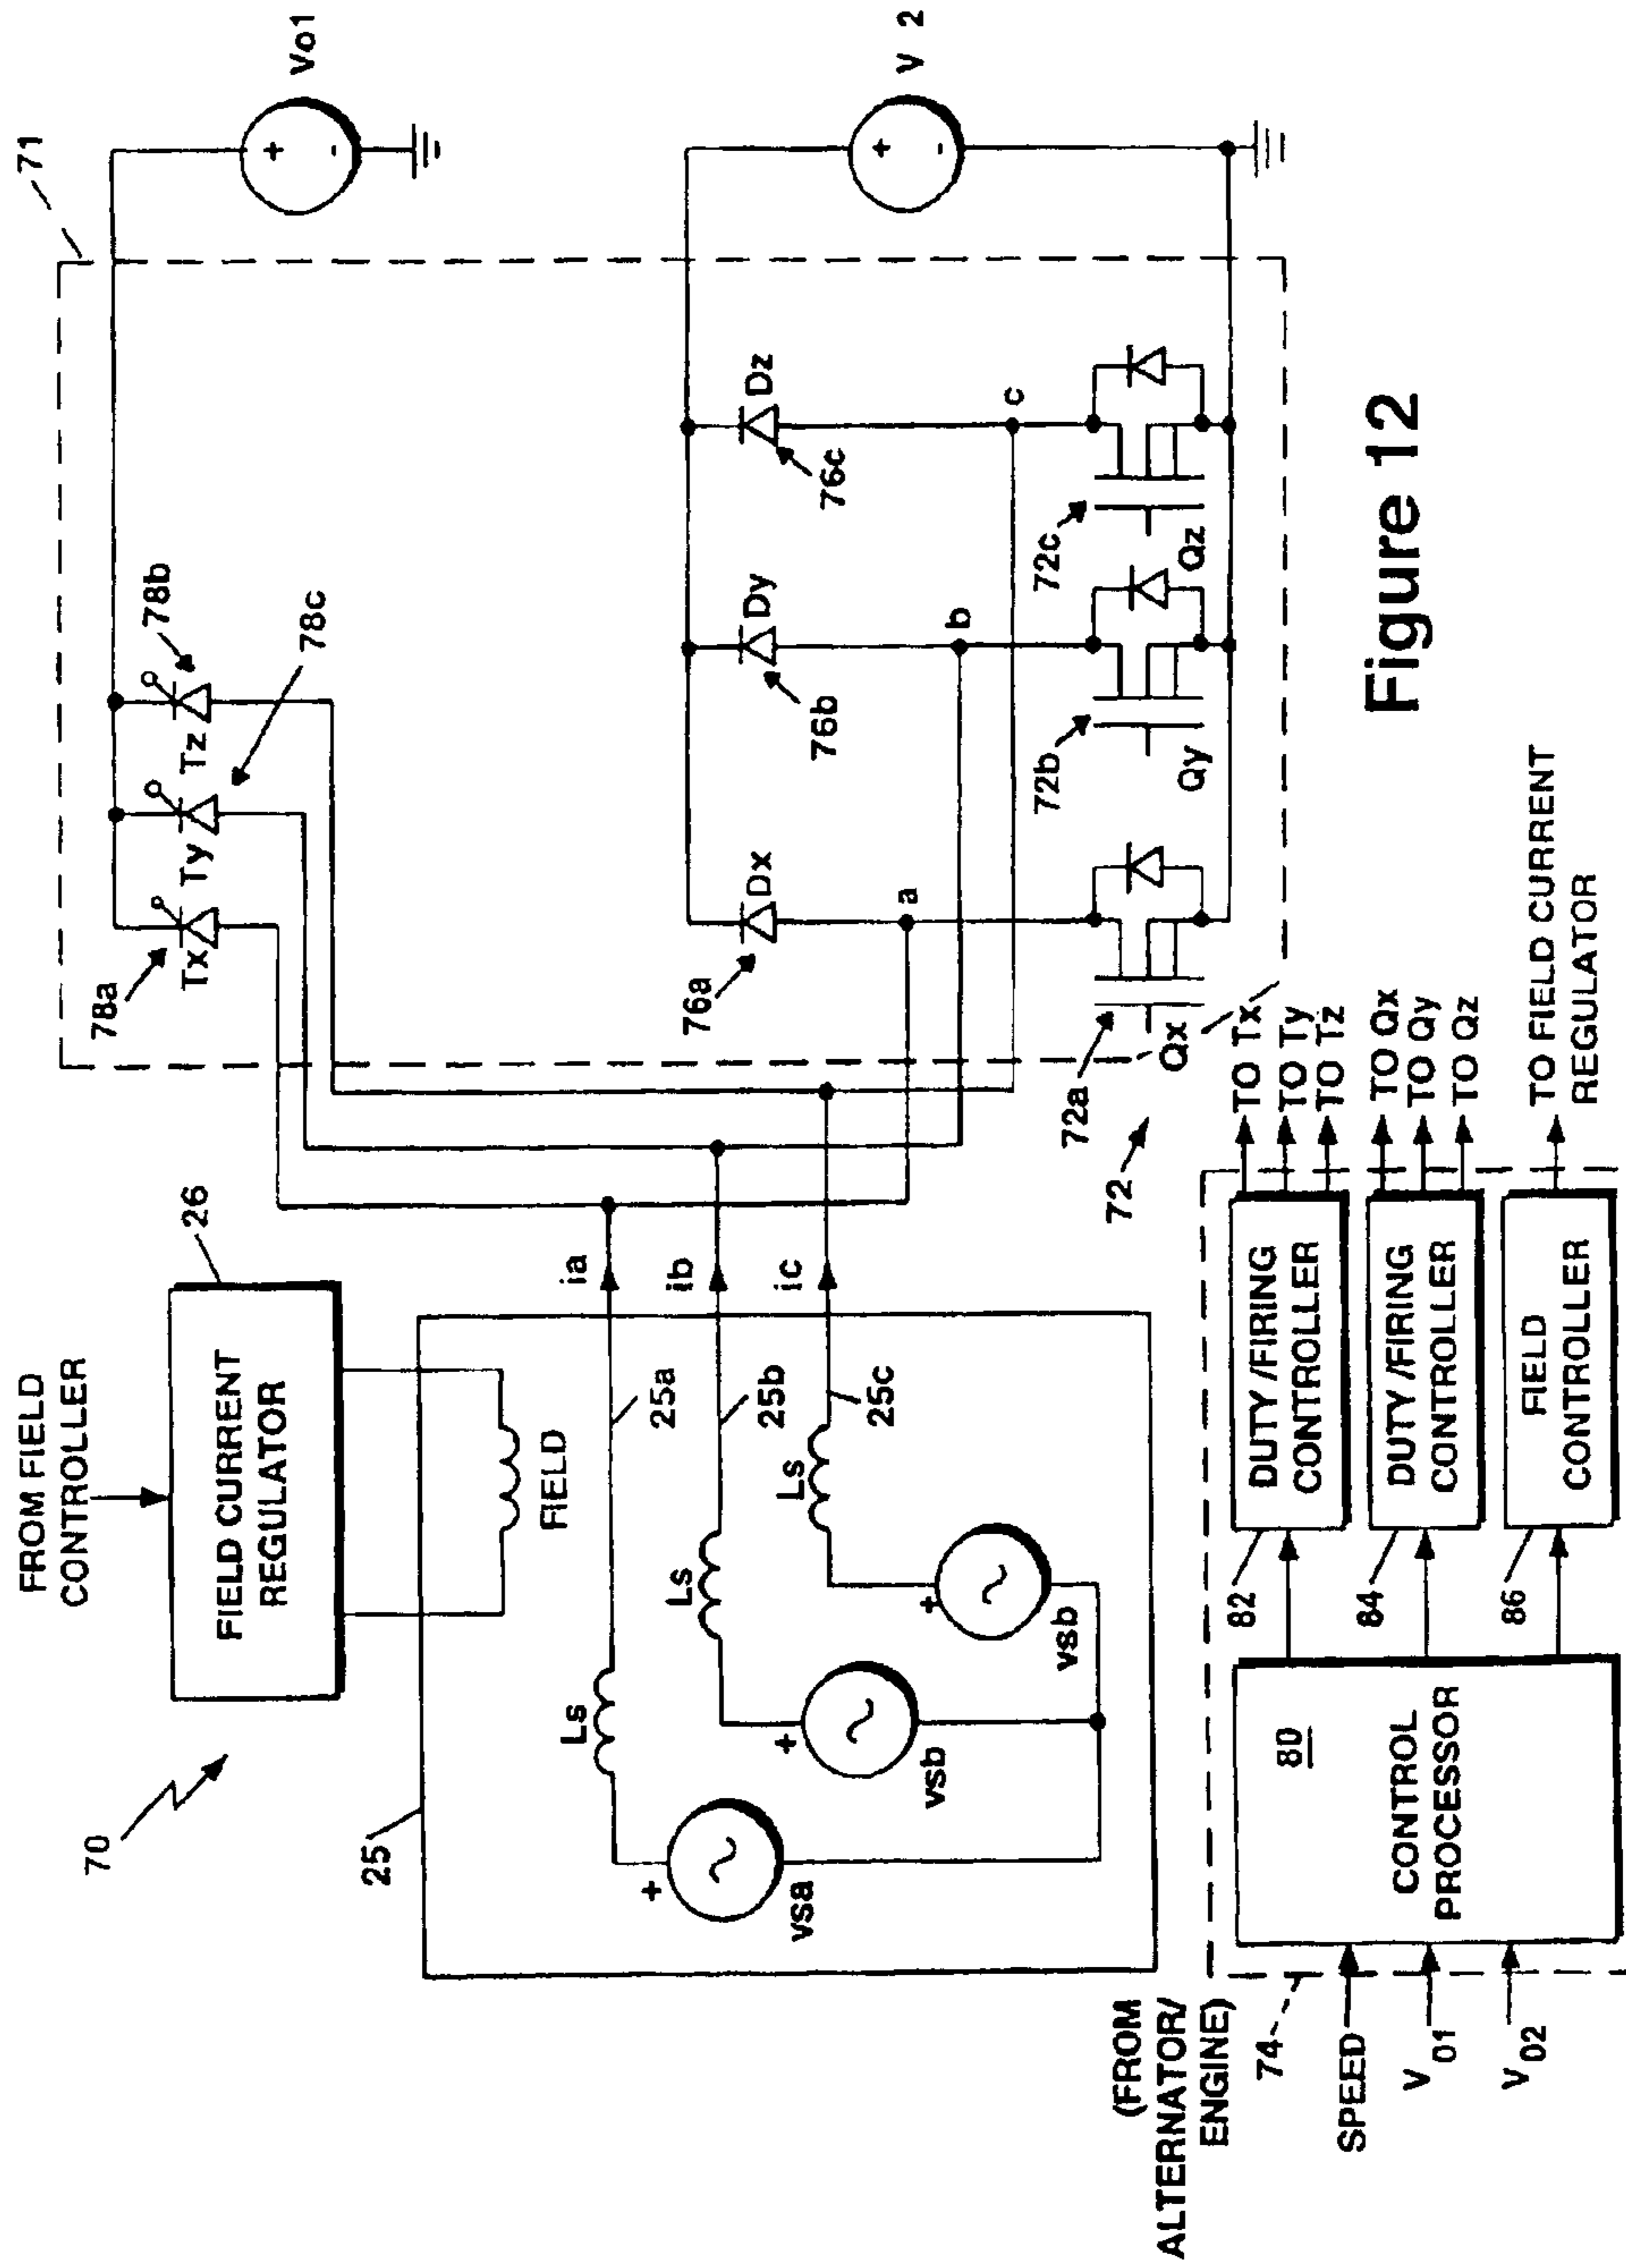 FROM FIELD
CONTROLLER
70
FIELD CURRENT
REGULATOR
26
FIELD
25
vsa
vsb
vsb
+
+
+
Ls
Ls
Ls
25a
25b
25c
ia
ib
ic
71
78a
Tx
Ty
Tz
78b
78c
Vo1
+
-
76a
Dx
76b
Dy
76c
Dz
a
b
c
V 2
+
-
72
72a
Qx
72b
Qy
72c
Qz
(FROM
ALTERNATOR/
ENGINE)
74
SPEED
V01
V02
80
CONTROL
PROCESSOR
82
DUTY/FIRING
CONTROLLER
TO Tx
TO Ty
TO Tz
84
DUTY/FIRING
CONTROLLER
TO Qx
TO Qy
TO Qz
86
FIELD
CONTROLLER
TO FIELD CURRENT
REGULATOR
Figure 12